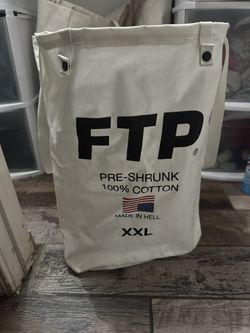 FTP®
PRE-SHRUNK
100% COTTON
MADE IN HELL
XXL